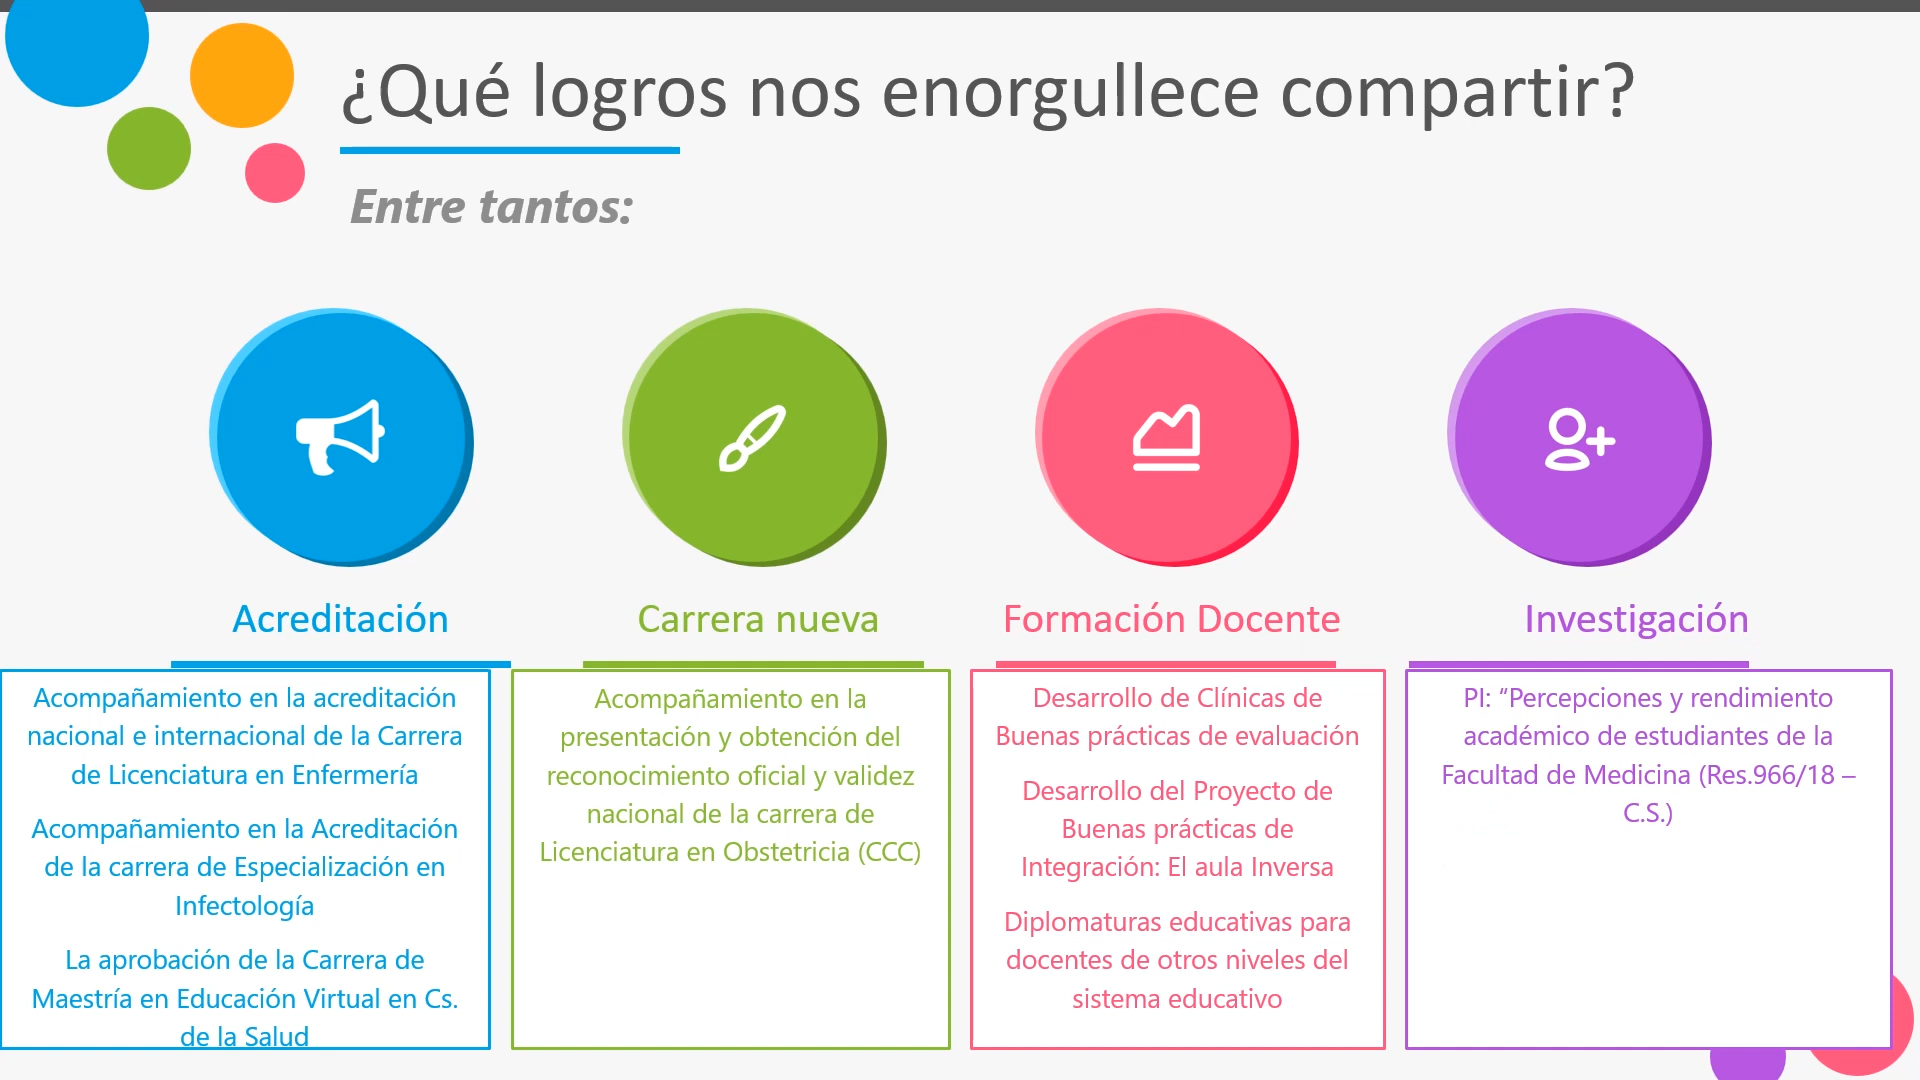 ¿Qué logros nos enorgullece compartir?
Entre tantos:
Acreditación
Acompañamiento en la acreditación
nacional e internacional de la Carrera
de Licenciatura en Enfermería
Acompañamiento en la Acreditación
de la carrera de Especialización en
Infectología
La aprobación de la Carrera de
Maestría en Educación Virtual en Cs.
de la Salud
Carrera nueva
Acompañamiento en la
presentación y obtención del
reconocimiento oficial y validez
nacional de la carrera de
Licenciatura en Obstetricia (CCC)
Formación Docente
Desarrollo de Clínicas de
Buenas prácticas de evaluación
Desarrollo del Proyecto de
Buenas prácticas de
Integración: El aula Inversa
Diplomaturas educativas para
docentes de otros niveles del
sistema educativo
Investigación
PI: “Percepciones y rendimiento
académico de estudiantes de la
Facultad de Medicina (Res.966/18 –
C.S.)